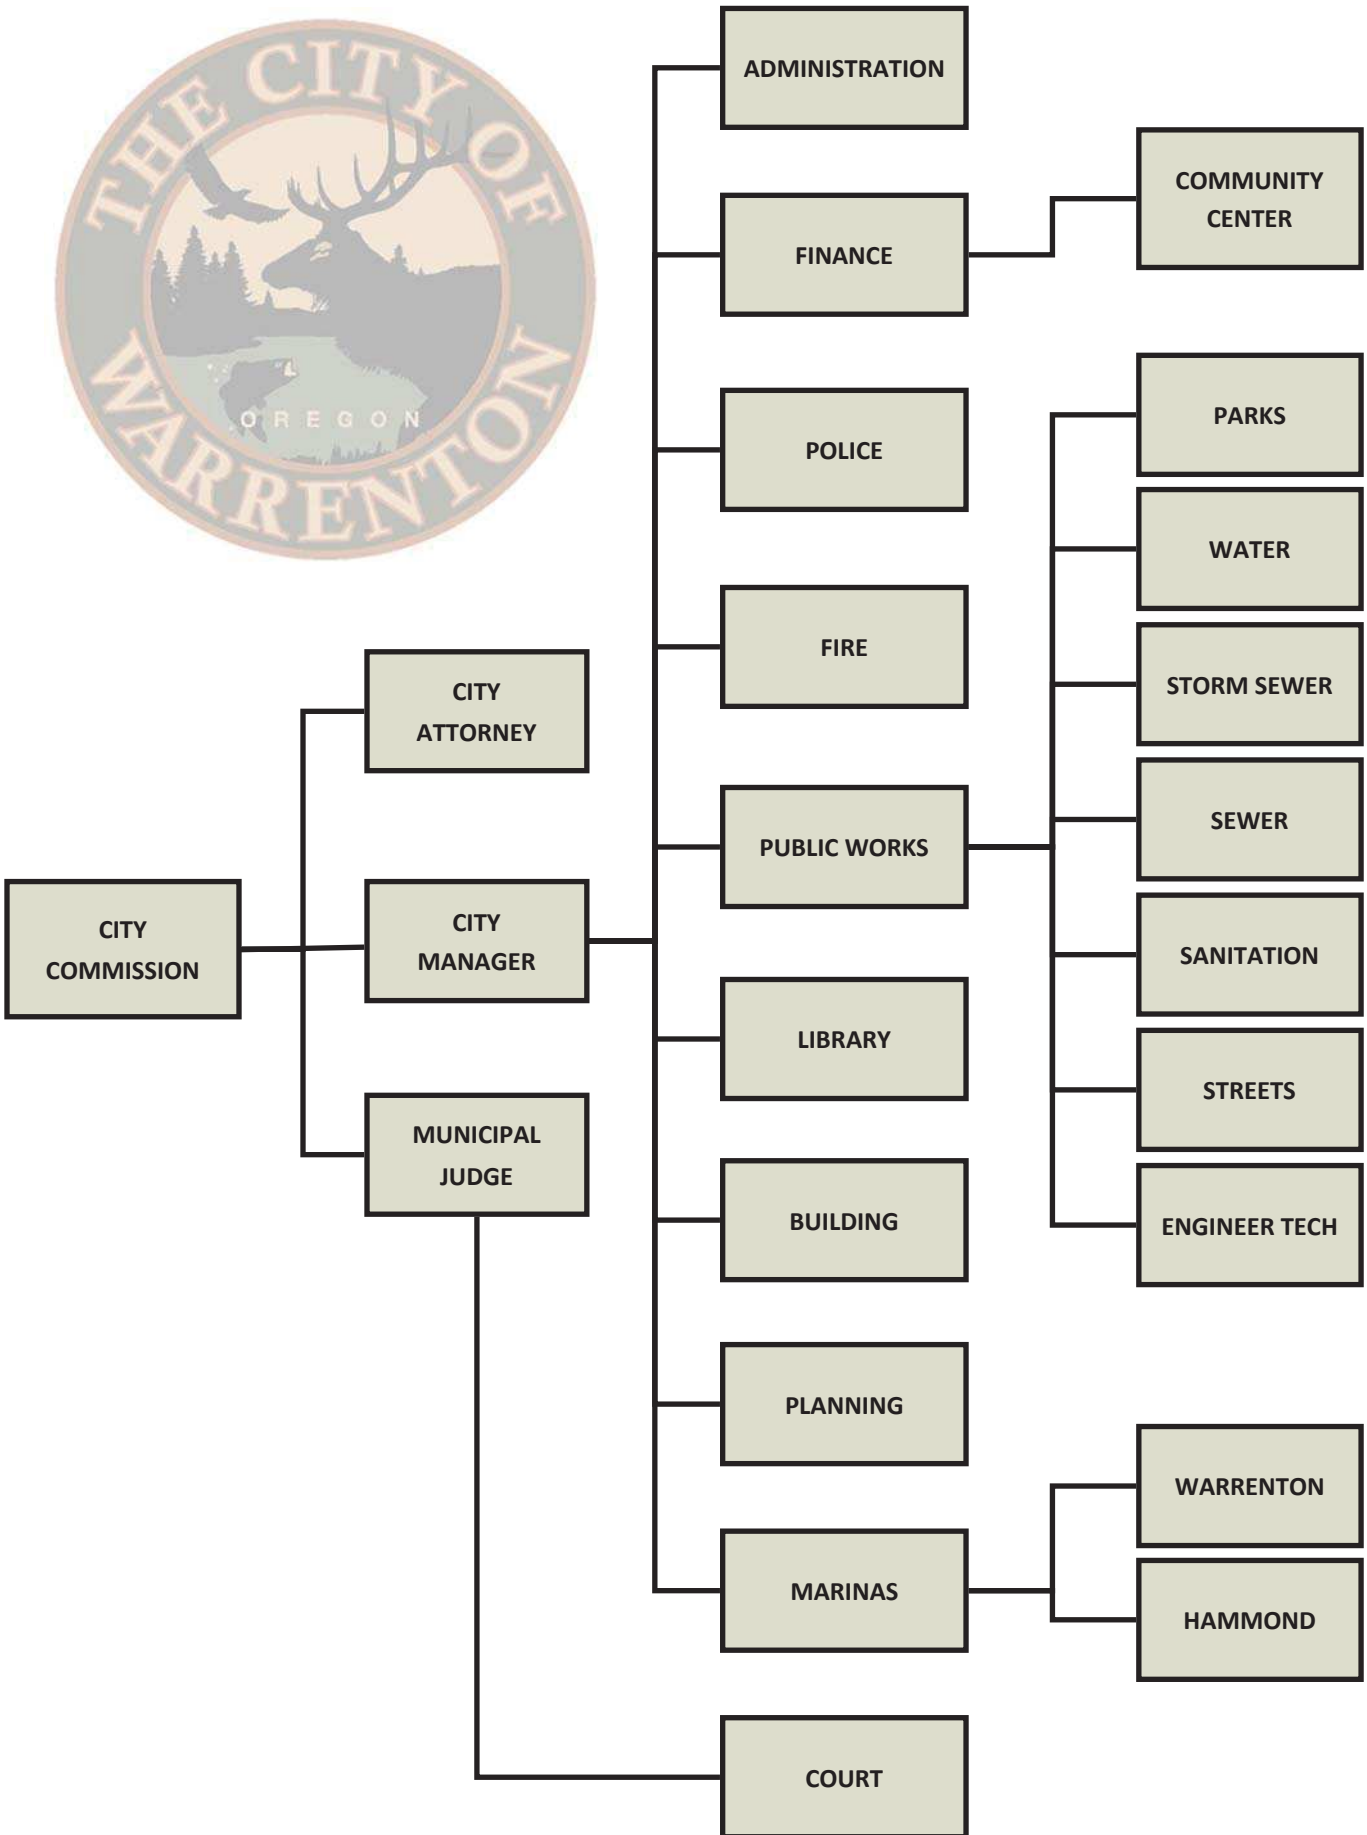 THE CITY OF
WARRENTON
OREGON
CITY
COMMISSION
CITY
ATTORNEY
CITY
MANAGER
MUNICIPAL
JUDGE
ADMINISTRATION
FINANCE
POLICE
FIRE
PUBLIC WORKS
LIBRARY
BUILDING
PLANNING
MARINAS
COURT
COMMUNITY
CENTER
PARKS
WATER
STORM SEWER
SEWER
SANITATION
STREETS
ENGINEER TECH
WARRENTON
HAMMOND